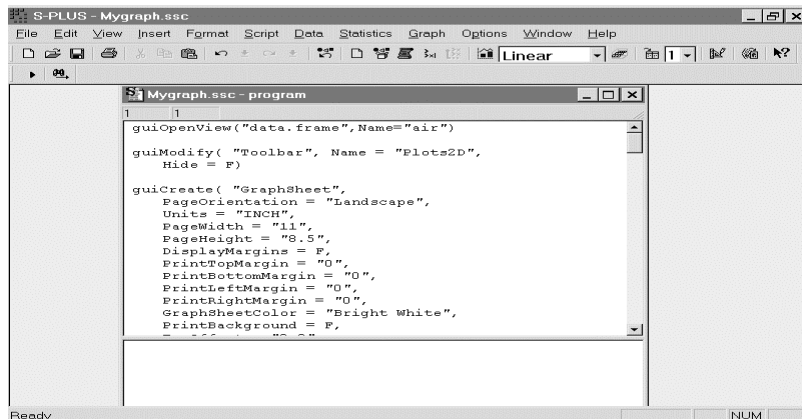 S-PLUS - Mygraph.ssc
File Edit View Insert Format Script Data Statistics Graph Options Window Help
Linear 1
Mygraph.ssc - program
1 1
guiOpenView("data.frame",Name="air")
guiModify( "Toolbar", Name = "Plots2D",
Hide = F)
guiCreate( "GraphSheet",
PageOrientation = "Landscape",
Units = "INCH",
PageWidth = "11",
PageHeight = "8.5",
DisplayMargins = F,
PrintTopMargin = "0",
PrintBottomMargin = "0",
PrintLeftMargin = "0",
PrintRightMargin = "0",
GraphSheetColor = "Bright White",
PrintBackground = F,
Ready NUM